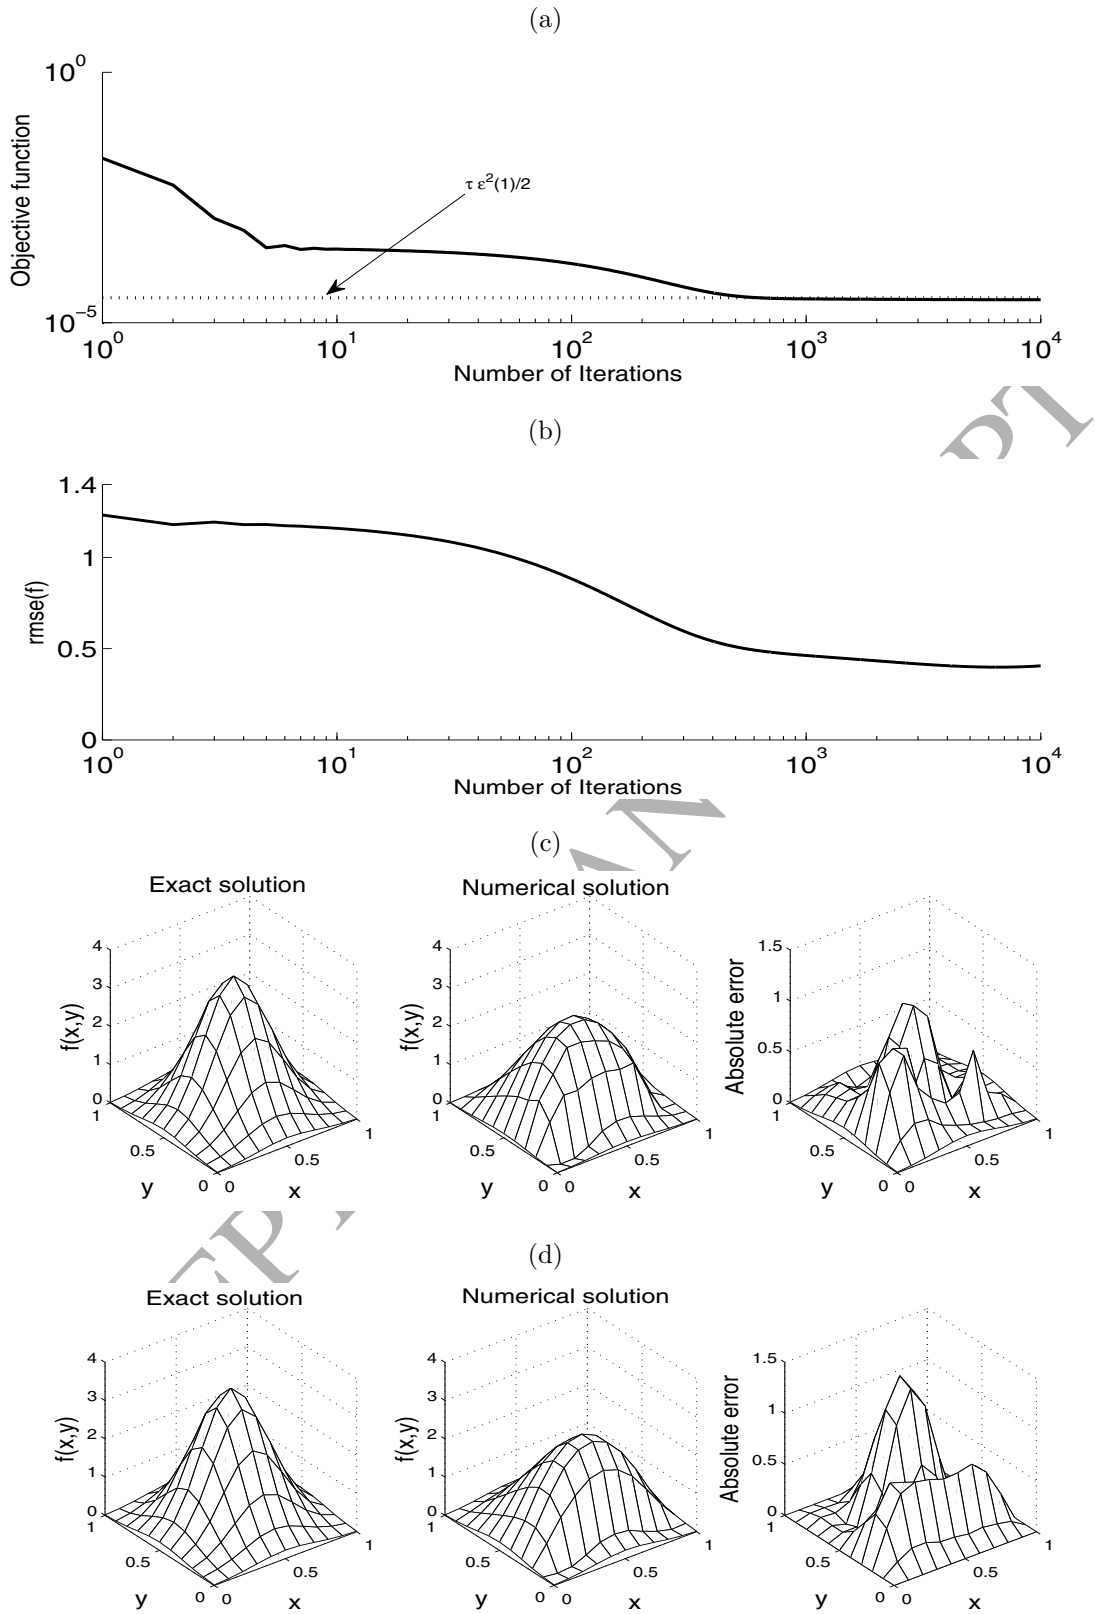 (a)
10^0
Objective function
τ ε^2(1)/2
10^-5
10^0 10^1 10^2 10^3 10^4
Number of Iterations
(b)
1.4
1
rmse(f)
0.5
0
10^0 10^1 10^2 10^3 10^4
Number of Iterations
(c)
Exact solution
4
3
2
1
0
f(x,y)
1
0.5
0
y
0
0.5
1
x
Numerical solution
4
3
2
1
0
f(x,y)
1
0.5
0
y
0
0.5
1
x
1.5
1
0.5
0
Absolute error
1
0.5
0
y
0
0.5
1
x
(d)
Exact solution
4
3
2
1
0
f(x,y)
1
0.5
0
y
0
0.5
1
x
Numerical solution
4
3
2
1
0
f(x,y)
1
0.5
0
y
0
0.5
1
x
1.5
1
0.5
0
Absolute error
1
0.5
0
y
0
0.5
1
x